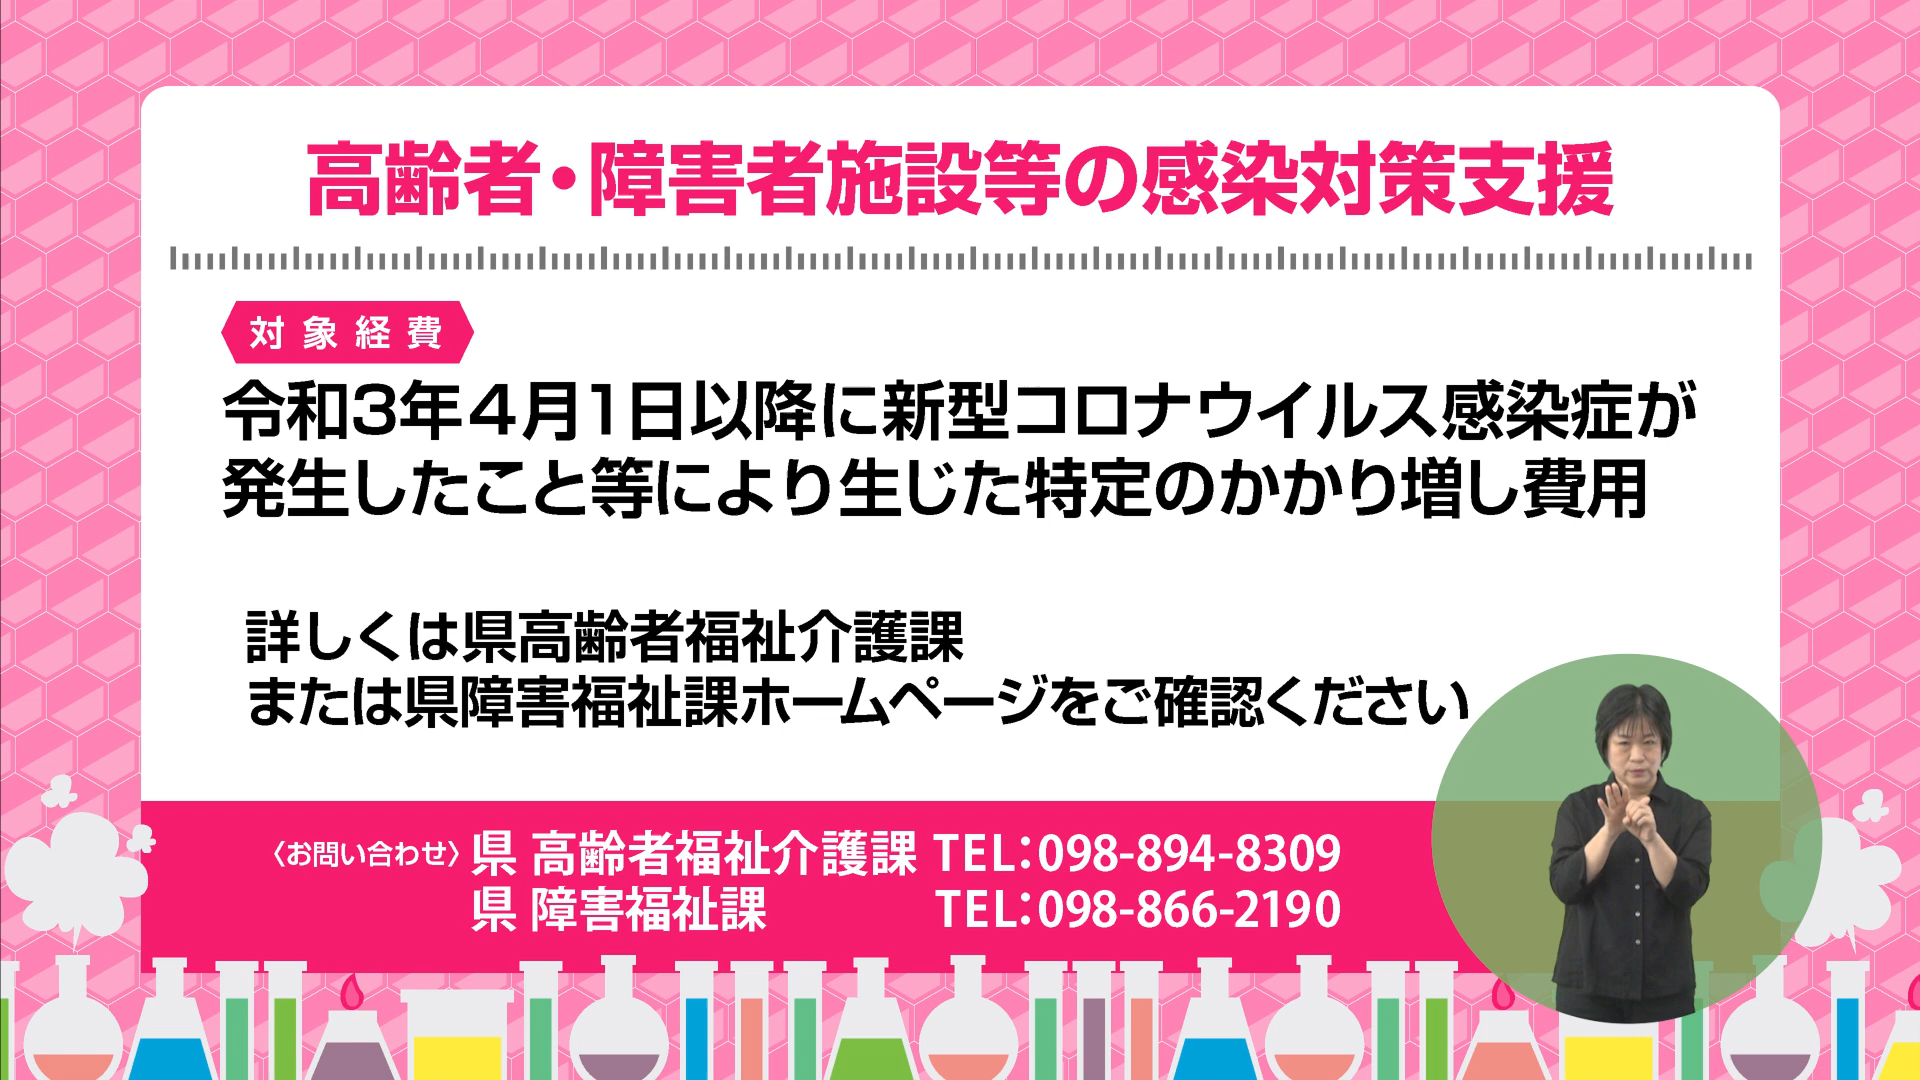 高齢者・障害者施設等の感染対策支援
対象経費
令和3年4月1日以降に新型コロナウイルス感染症が
発生したこと等により生じた特定のかかり増し費用
詳しくは県高齢者福祉介護課
または県障害福祉課ホームページをご確認ください
〈お問い合わせ〉県 高齢者福祉介護課 TEL：098-894-8309
県 障害福祉課 TEL：098-866-2190